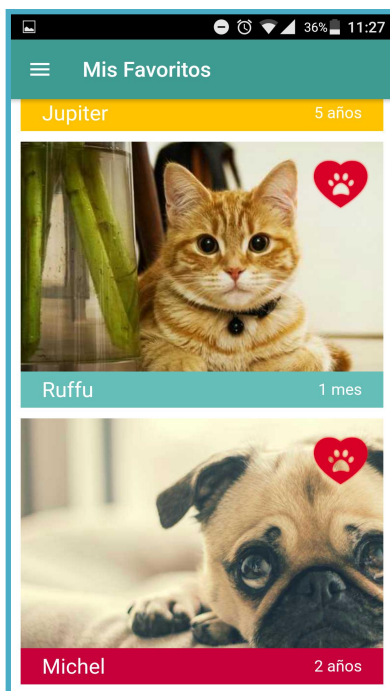 36% 11:27
Mis Favoritos
Jupiter 5 años
Ruffu 1 mes
Michel 2 años